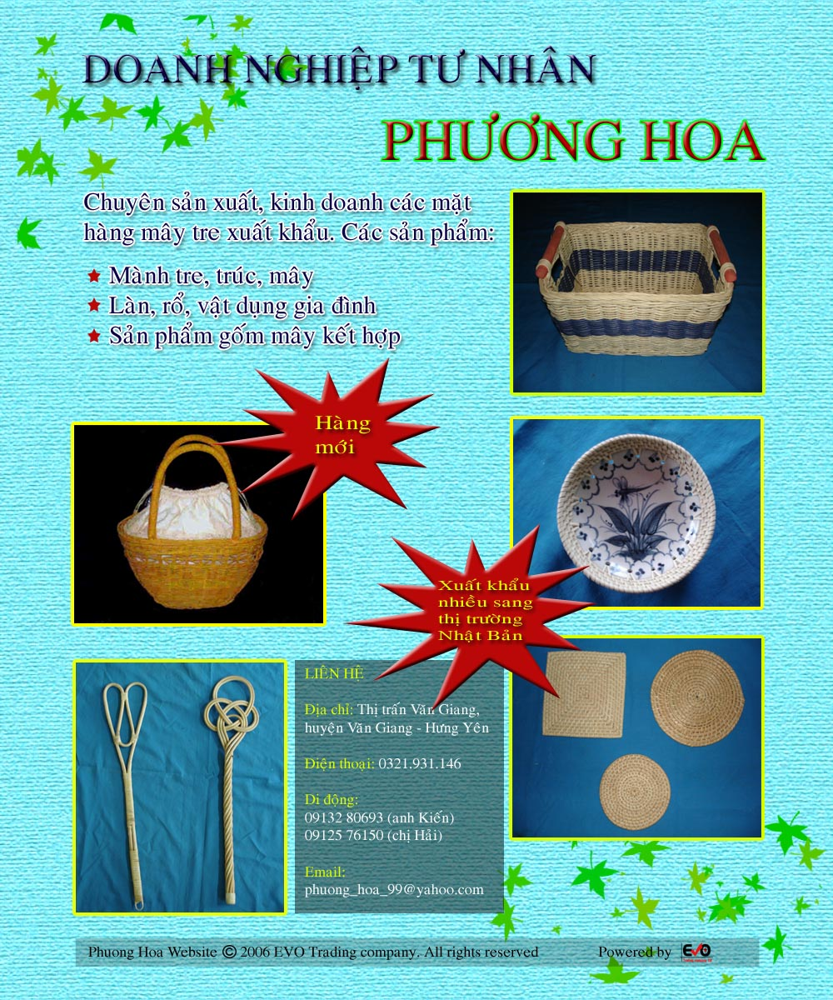 DOANH NGHIỆP TƯ NHÂN
PHƯƠNG HOA
Chuyên sản xuất, kinh doanh các mặt
hàng mây tre xuất khẩu. Các sản phẩm:
Mành tre, trúc, mây
Làn, rổ, vật dụng gia đình
Sản phẩm gốm mây kết hợp
Hàng
mới
Xuất khẩu
nhiều sang
thị trường
Nhật Bản
LIÊN HỆ
Địa chỉ: Thị trấn Văn Giang,
huyện Văn Giang - Hưng Yên
Điện thoại: 0321.931.146
Di động:
09132 80693 (anh Kiến)
09125 76150 (chị Hải)
Email:
phuong_hoa_99@yahoo.com
Phuong Hoa Website © 2006 EVO Trading company. All rights reserved
Powered by EVO